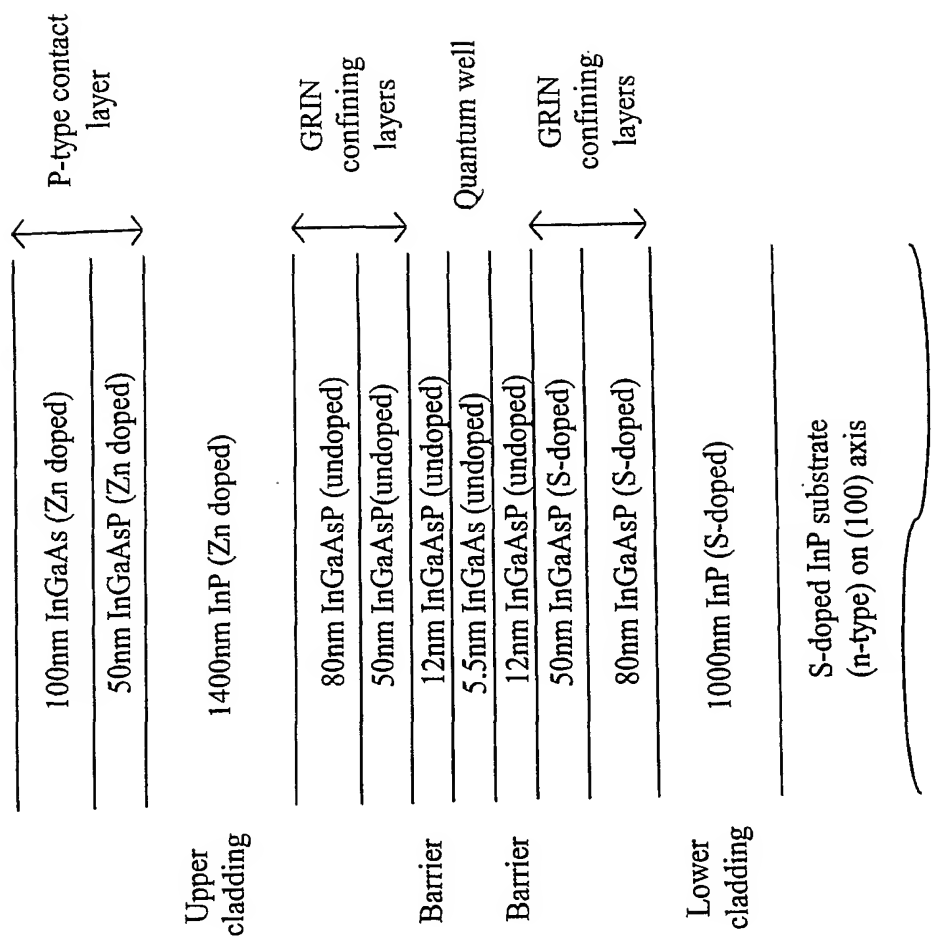 P-type contact
layer
100nm InGaAs (Zn doped)
50nm InGaAsP (Zn doped)
Upper
cladding
1400nm InP (Zn doped)
GRIN
confining
layers
80nm InGaAsP (undoped)
50nm InGaAsP(undoped)
Barrier
12nm InGaAsP (undoped)
Quantum well
5.5nm InGaAs (undoped)
Barrier
12nm InGaAsP (undoped)
GRIN
confining
layers
50nm InGaAsP (S-doped)
80nm InGaAsP (S-doped)
Lower
cladding
1000nm InP (S-doped)
S-doped InP substrate
(n-type) on (100) axis